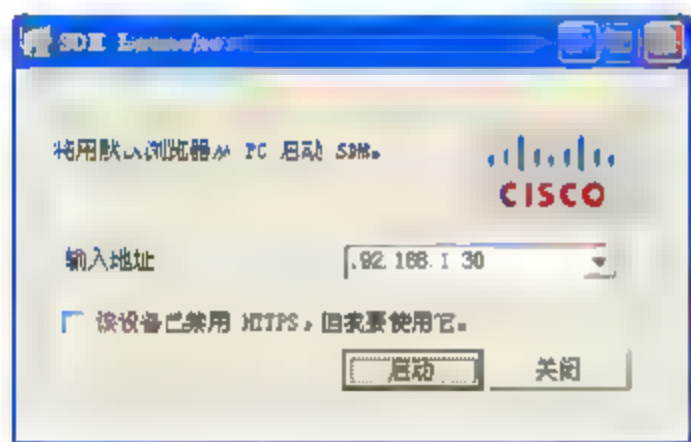 SDM Launcher
将用默认浏览器从 PC 启动 SDM。
CISCO
输入地址
192.168.1.30
该设备已禁用 HTTPS，但我要使用它。
启动 关闭